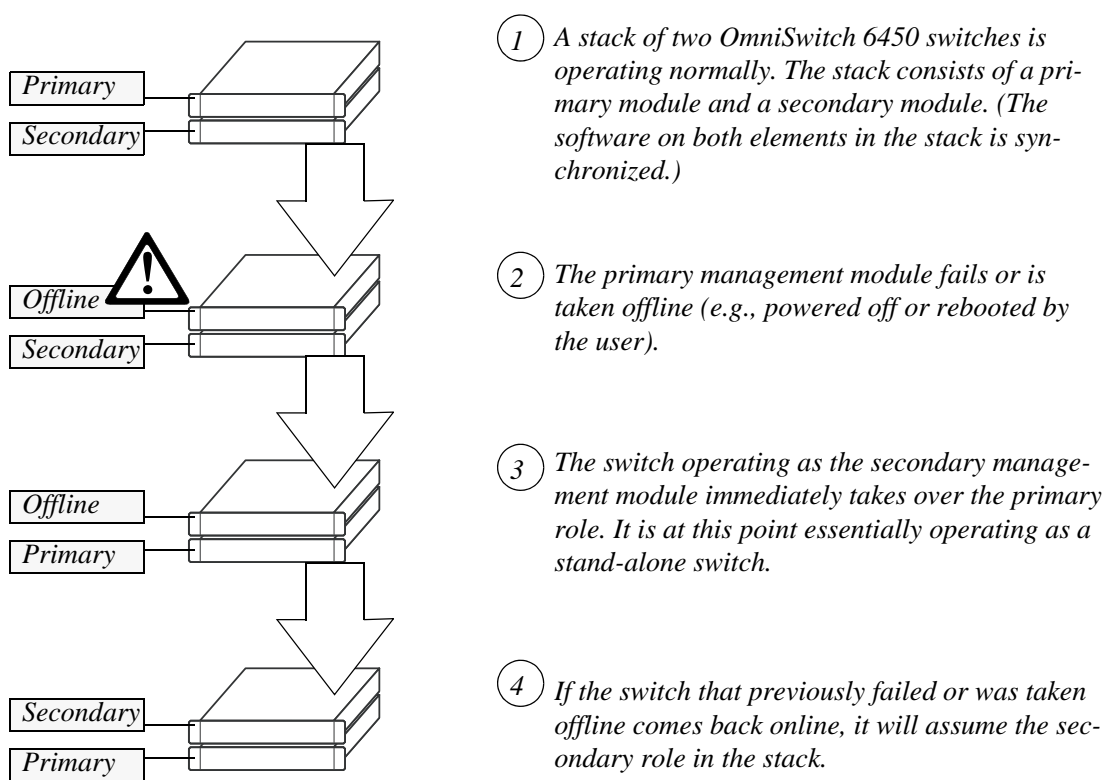 Primary
Secondary
1
A stack of two OmniSwitch 6450 switches is
operating normally. The stack consists of a pri-
mary module and a secondary module. (The
software on both elements in the stack is syn-
chronized.)
!
Offline
Secondary
2
The primary management module fails or is
taken offline (e.g., powered off or rebooted by
the user).
Offline
Primary
3
The switch operating as the secondary manage-
ment module immediately takes over the primary
role. It is at this point essentially operating as a
stand-alone switch.
Secondary
Primary
4
If the switch that previously failed or was taken
offline comes back online, it will assume the sec-
ondary role in the stack.